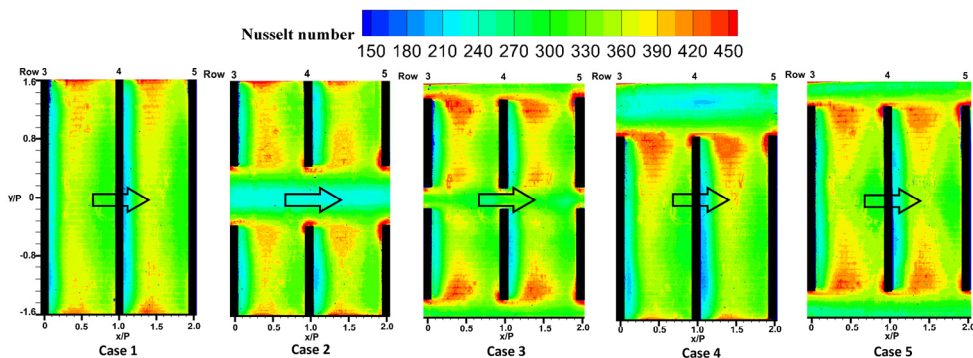 Nusselt number
150 180 210 240 270 300 330 360 390 420 450
Row 3 4 5
Row 3 4 5
Row 3 4 5
Row 3 4 5
Row 3 4 5
Y/P
1.6
0.8
0
-0.8
-1.6
0 0.5 1.0 1.5 2.0
0 0.5 1.0 1.5 2.0
0 0.5 1.0 1.5 2.0
0 0.5 1.0 1.5 2.0
0 0.5 1.0 1.5 2.0
x/P
x/P
x/P
x/P
x/P
Case 1
Case 2
Case 3
Case 4
Case 5